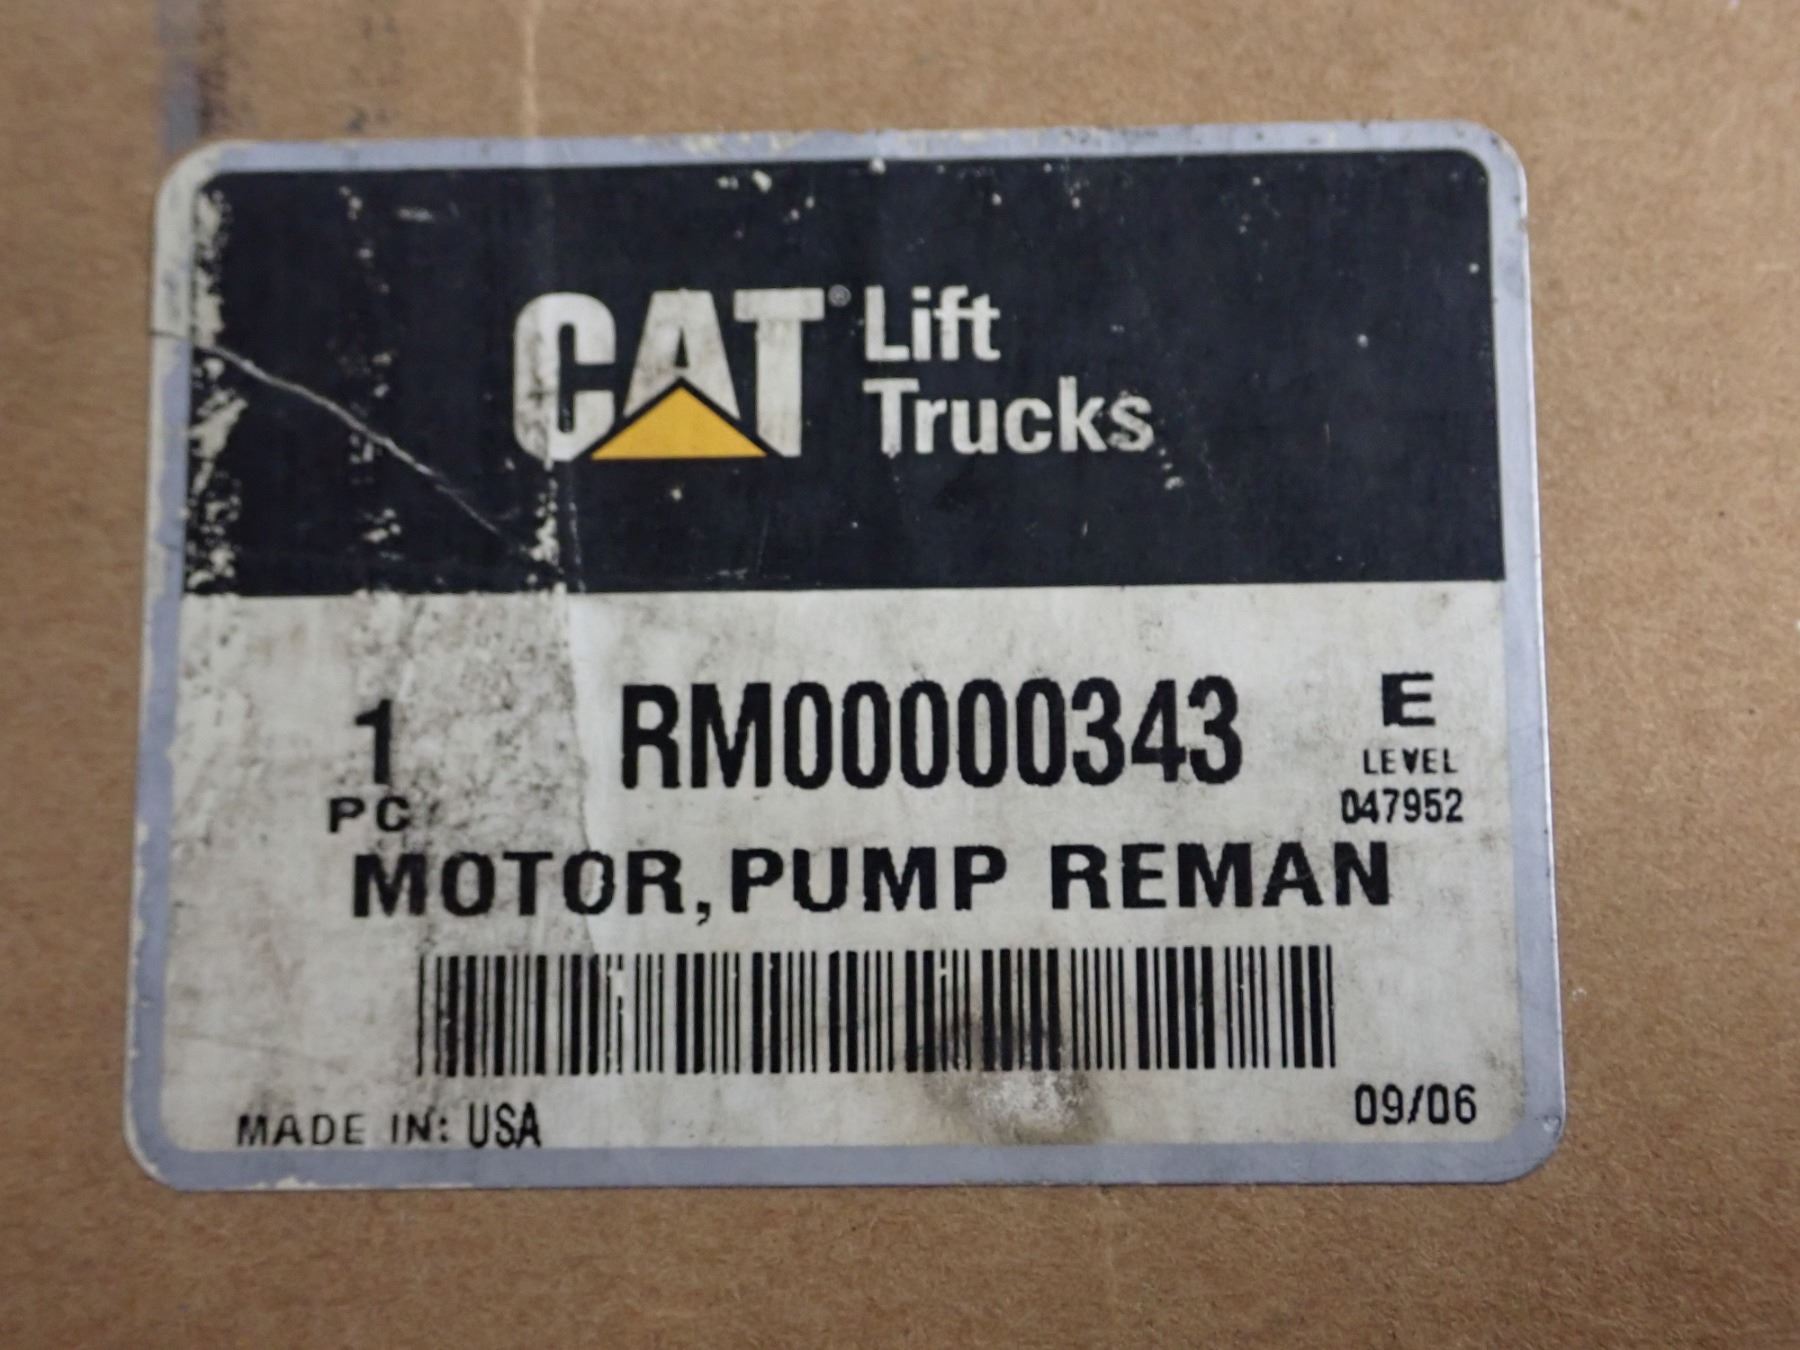 CAT® Lift
Trucks
1 RM00000343 E
PC LEVEL
047952
MOTOR, PUMP REMAN
MADE IN: USA 09/06